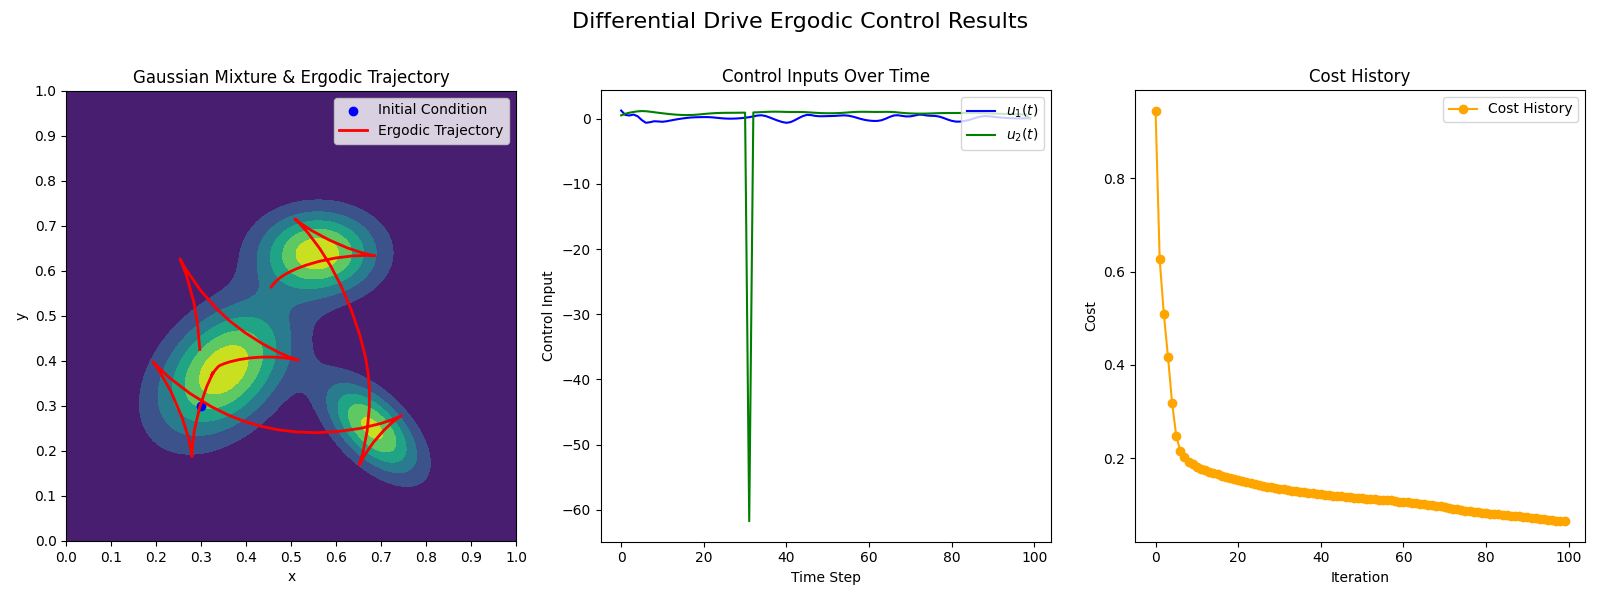 Differential Drive Ergodic Control Results
Gaussian Mixture & Ergodic Trajectory
Initial Condition
Ergodic Trajectory
1.0
0.9
0.8
0.7
0.6
0.5
0.4
0.3
0.2
0.1
0.0
y
0.0 0.1 0.2 0.3 0.4 0.5 0.6 0.7 0.8 0.9 1.0
x
Control Inputs Over Time
u₁(t)
u₂(t)
0
−10
−20
−30
−40
−50
−60
Control Input
0 20 40 60 80 100
Time Step
Cost History
Cost History
0.8
0.6
0.4
0.2
Cost
0 20 40 60 80 100
Iteration